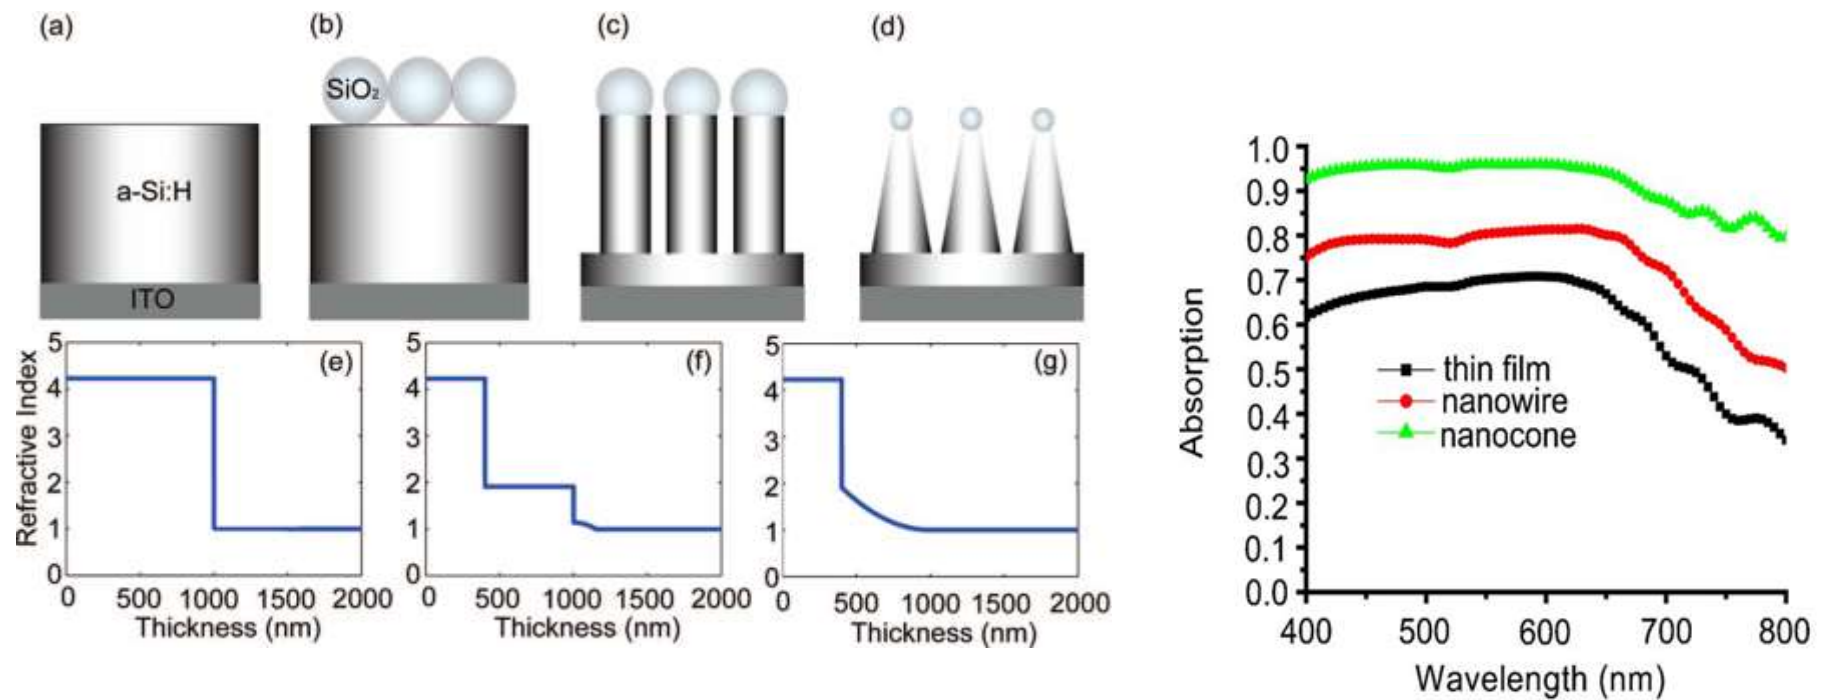 (a)
(b)
(c)
(d)
SiO₂
a-Si:H
ITO
Refractive Index
5
4
3
2
1
0
(e)
0 500 1000 1500 2000
Thickness (nm)
5
4
3
2
1
0
(f)
0 500 1000 1500 2000
Thickness (nm)
5
4
3
2
1
0
(g)
0 500 1000 1500 2000
Thickness (nm)
Absorption
1.0
0.9
0.8
0.7
0.6
0.5
0.4
0.3
0.2
0.1
0.0
thin film
nanowire
nanocone
400 500 600 700 800
Wavelength (nm)